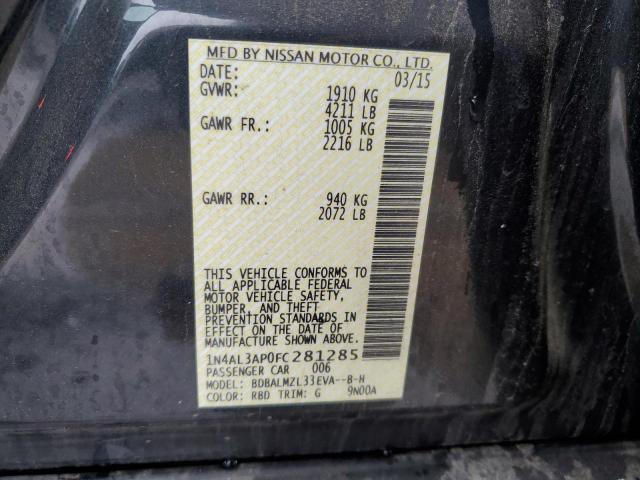 MFD BY NISSAN MOTOR CO., LTD.
DATE: 03/15
GVWR: 1910 KG
4211 LB
GAWR FR.: 1005 KG
2216 LB
GAWR RR.: 940 KG
2072 LB
THIS VEHICLE CONFORMS TO
ALL APPLICABLE FEDERAL
MOTOR VEHICLE SAFETY,
BUMPER, AND THEFT
PREVENTION STANDARDS IN
EFFECT ON THE DATE OF
MANUFACTURE SHOWN ABOVE.
1N4AL3AP0FC281285
PASSENGER CAR 006
MODEL: BDBALMZL33EVA--B-H
COLOR: RBD TRIM: G 9N00A